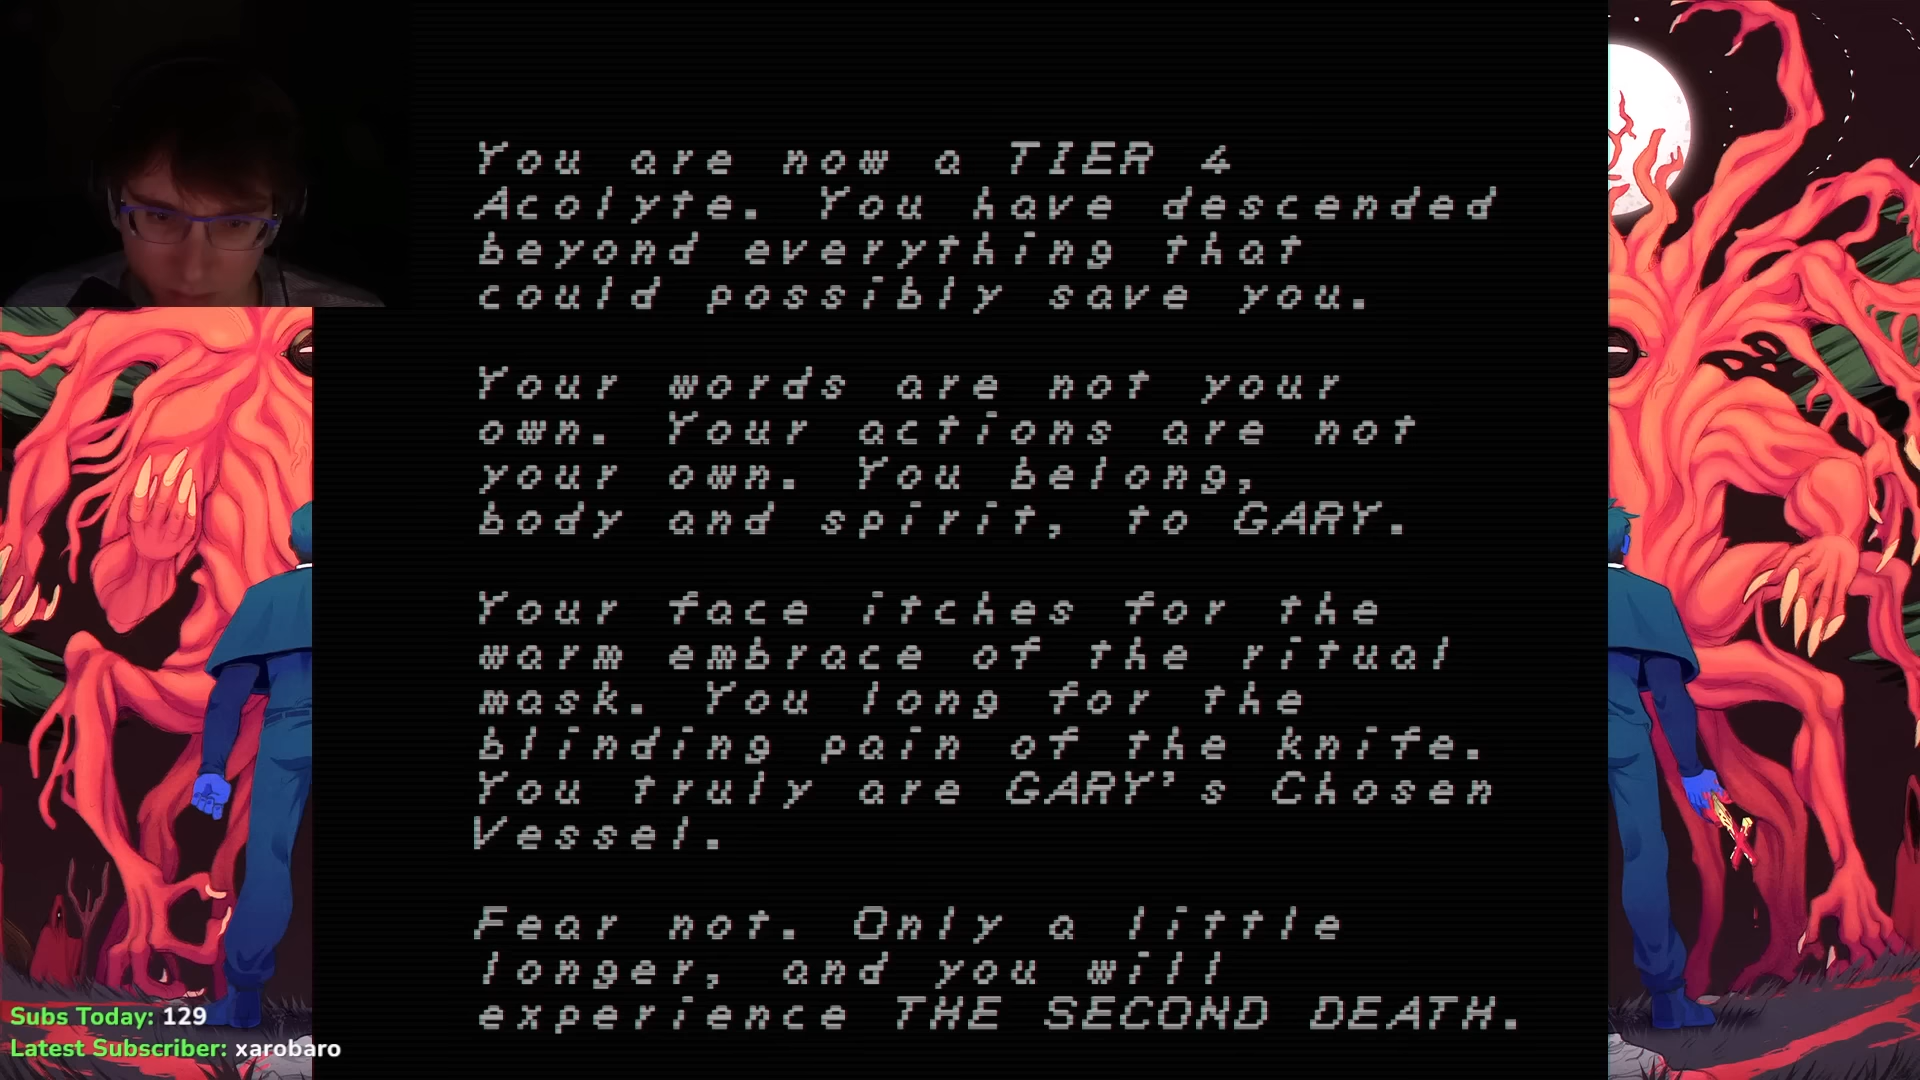 You are now a TIER 4
Acolyte. You have descended
beyond everything that
could possibly save you.
Your words are not your
own. Your actions are not
your own. You belong,
body and spirit, to GARY.
Your face itches for the
warm embrace of the ritual
mask. You long for the
blinding pain of the knife.
You truly are GARY's Chosen
Vessel.
Fear not. Only a little
longer, and you will
experience THE SECOND DEATH.
Subs Today: 129
Latest Subscriber: xarobaro